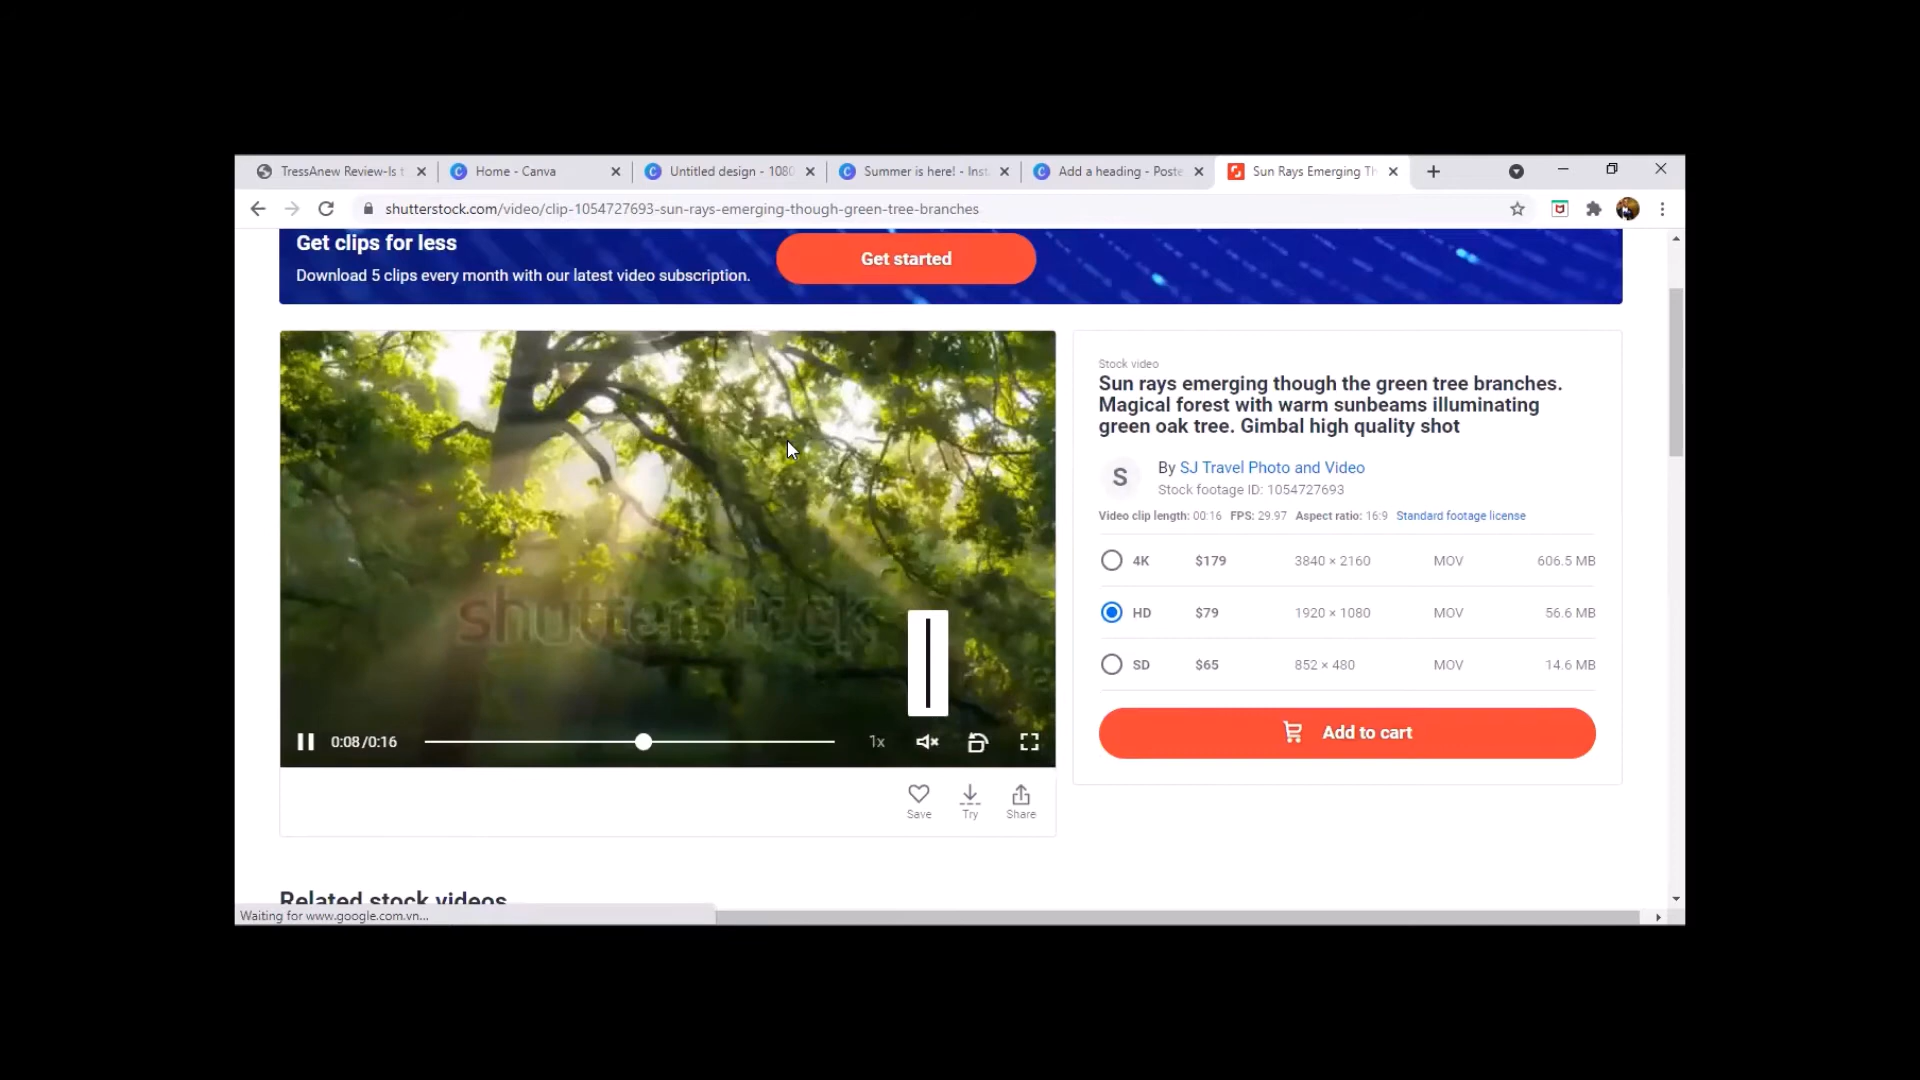 TressAnew Review-Is t
Home - Canva
Untitled design - 1080
Summer is here! - Inst
Add a heading - Poste
Sun Rays Emerging Th
shutterstock.com/video/clip-1054727693-sun-rays-emerging-though-green-tree-branches
Get clips for less
Download 5 clips every month with our latest video subscription.
Get started
shutterstock
0:08/0:16
1x
Save
Try
Share
Stock video
Sun rays emerging though the green tree branches.
Magical forest with warm sunbeams illuminating
green oak tree. Gimbal high quality shot
S
By SJ Travel Photo and Video
Stock footage ID: 1054727693
Video clip length: 00:16 FPS: 29.97 Aspect ratio: 16:9 Standard footage license
4K $179 3840 × 2160 MOV 606.5 MB
HD $79 1920 × 1080 MOV 56.6 MB
SD $65 852 × 480 MOV 14.6 MB
Add to cart
Related stock videos
Waiting for www.google.com.vn...